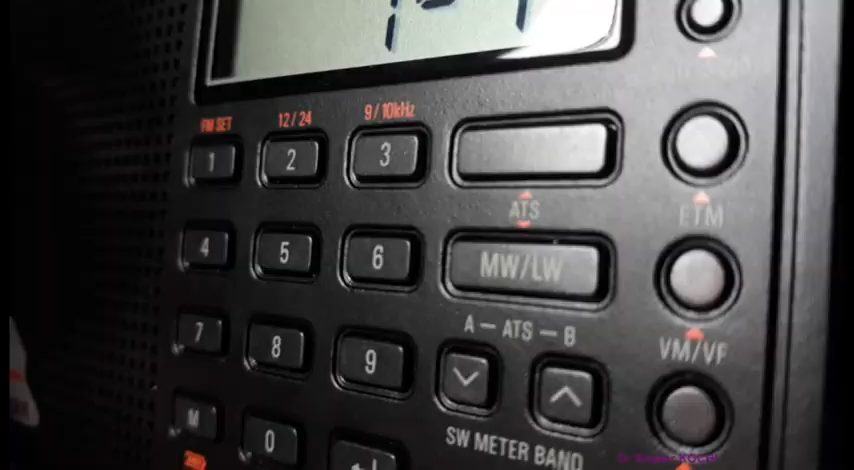 FM SET 12/24 9/10kHz
1 2 3
ATS
ETM
4 5 6 MW/LW
A — ATS — B
VM/VF
7 8 9
M 0
SW METER BAND